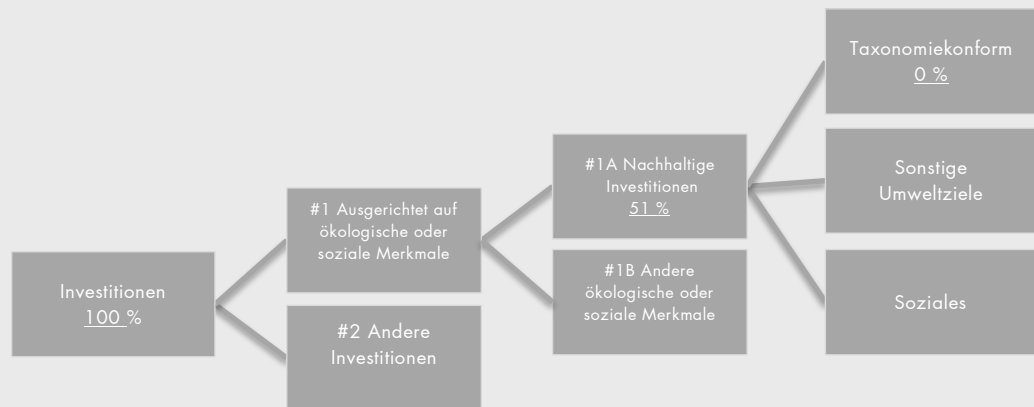 Investitionen
100 %
#1 Ausgerichtet auf
ökologische oder
soziale Merkmale
#2 Andere
Investitionen
#1A Nachhaltige
Investitionen
51 %
#1B Andere
ökologische oder
soziale Merkmale
Taxonomiekonform
0 %
Sonstige
Umweltziele
Soziales